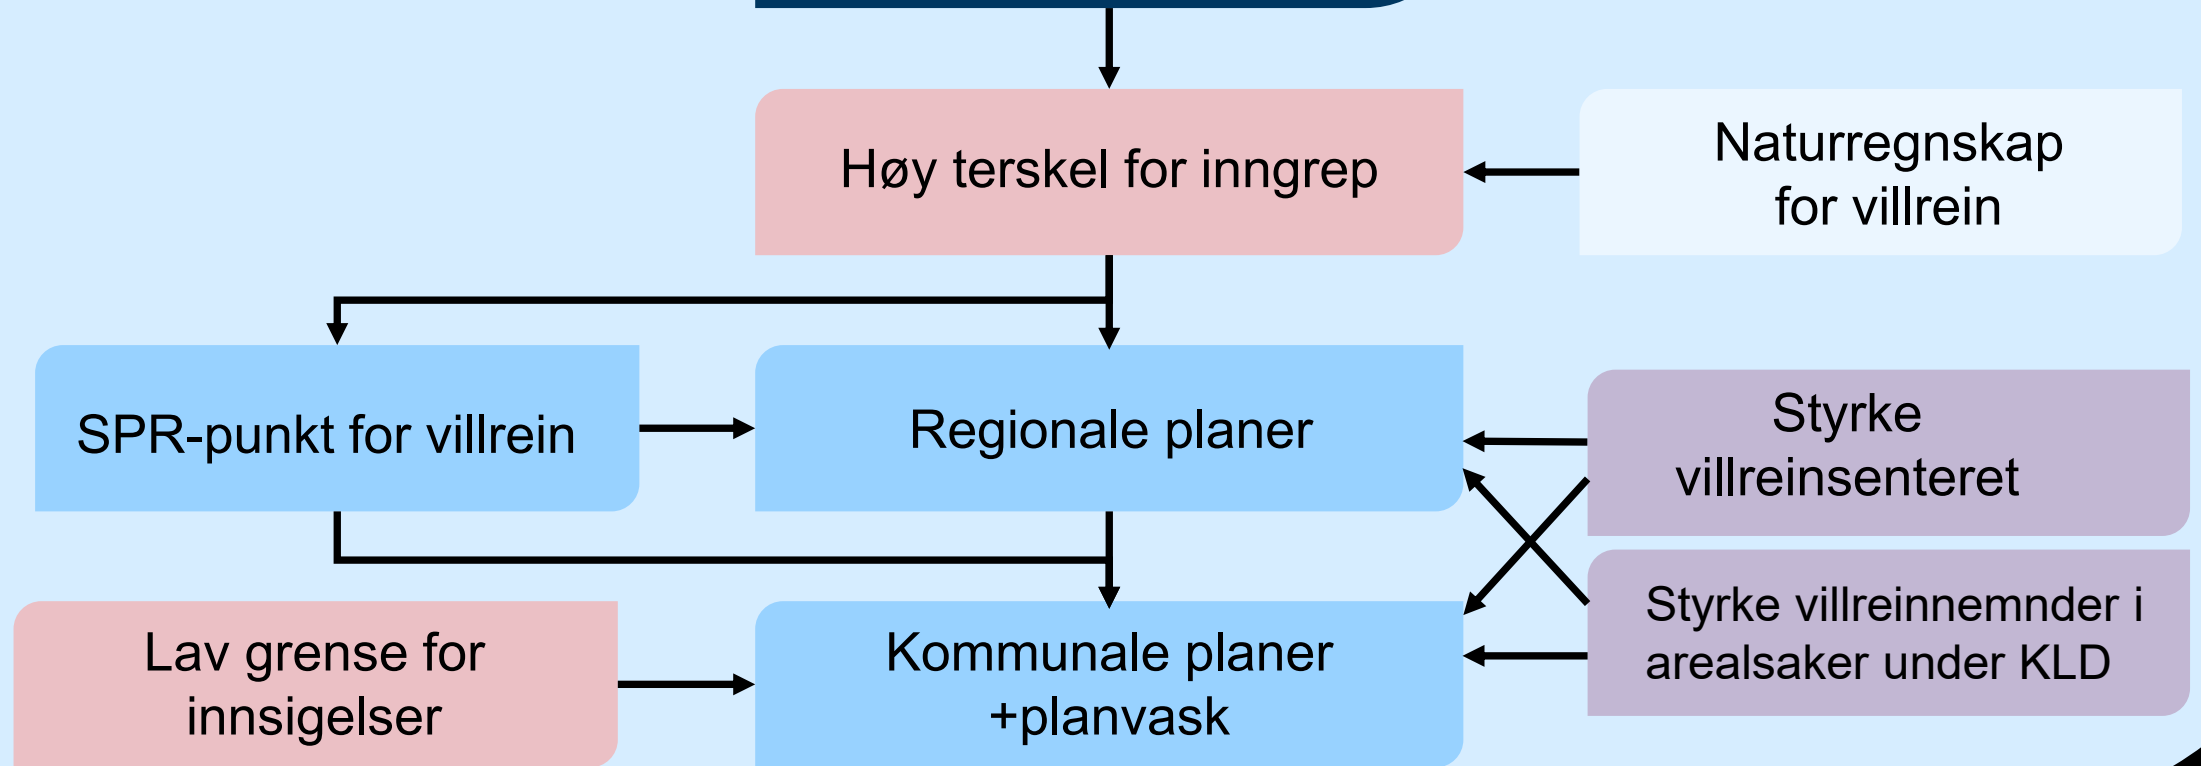 Høy terskel for inngrep
Naturregnskap
for villrein
SPR-punkt for villrein
Regionale planer
Styrke
villreinsenteret
Lav grense for
innsigelser
Kommunale planer
+planvask
Styrke villreinnemnder i
arealsaker under KLD